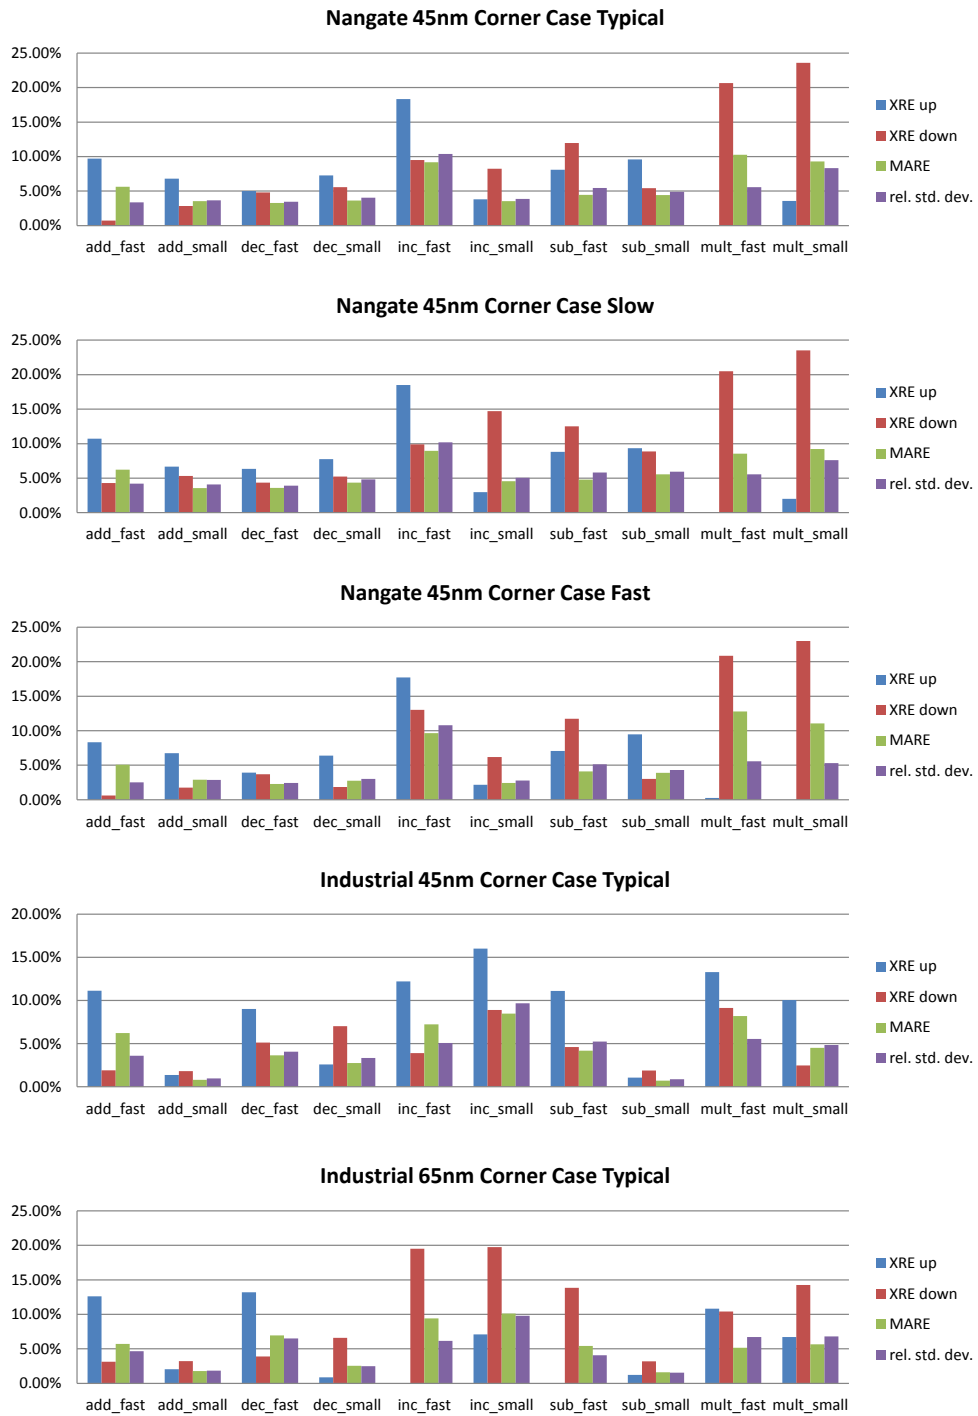 Nangate 45nm Corner Case Typical
25.00%
20.00%
15.00%
10.00%
5.00%
0.00%
add_fast add_small dec_fast dec_small inc_fast inc_small sub_fast sub_small mult_fast mult_small
XRE up
XRE down
MARE
rel. std. dev.
Nangate 45nm Corner Case Slow
25.00%
20.00%
15.00%
10.00%
5.00%
0.00%
add_fast add_small dec_fast dec_small inc_fast inc_small sub_fast sub_small mult_fast mult_small
XRE up
XRE down
MARE
rel. std. dev.
Nangate 45nm Corner Case Fast
25.00%
20.00%
15.00%
10.00%
5.00%
0.00%
add_fast add_small dec_fast dec_small inc_fast inc_small sub_fast sub_small mult_fast mult_small
XRE up
XRE down
MARE
rel. std. dev.
Industrial 45nm Corner Case Typical
20.00%
15.00%
10.00%
5.00%
0.00%
add_fast add_small dec_fast dec_small inc_fast inc_small sub_fast sub_small mult_fast mult_small
XRE up
XRE down
MARE
rel. std. dev.
Industrial 65nm Corner Case Typical
25.00%
20.00%
15.00%
10.00%
5.00%
0.00%
add_fast add_small dec_fast dec_small inc_fast inc_small sub_fast sub_small mult_fast mult_small
XRE up
XRE down
MARE
rel. std. dev.